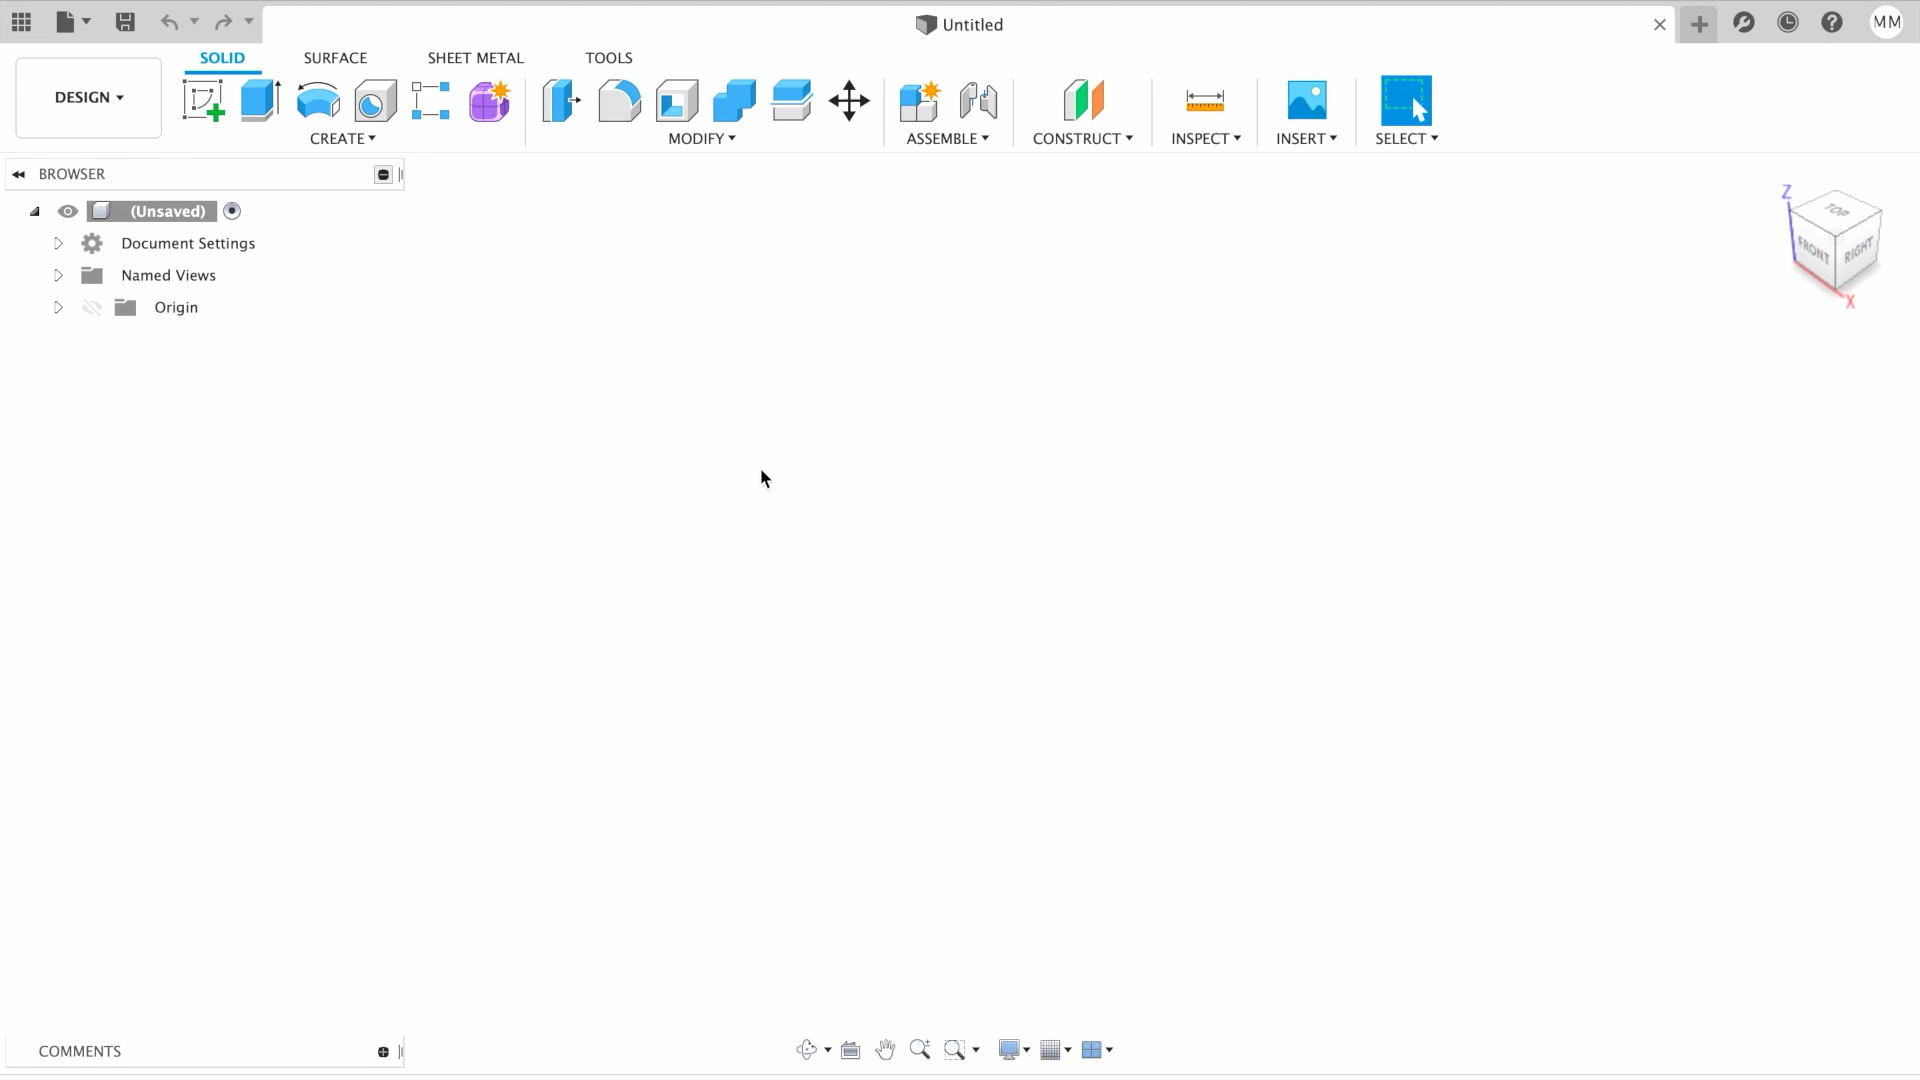 Untitled
MM
SOLID
SURFACE
SHEET METAL
TOOLS
DESIGN
CREATE
MODIFY
ASSEMBLE
CONSTRUCT
INSPECT
INSERT
SELECT
BROWSER
(Unsaved)
Document Settings
Named Views
Origin
Z
TOP
FRONT
RIGHT
X
COMMENTS